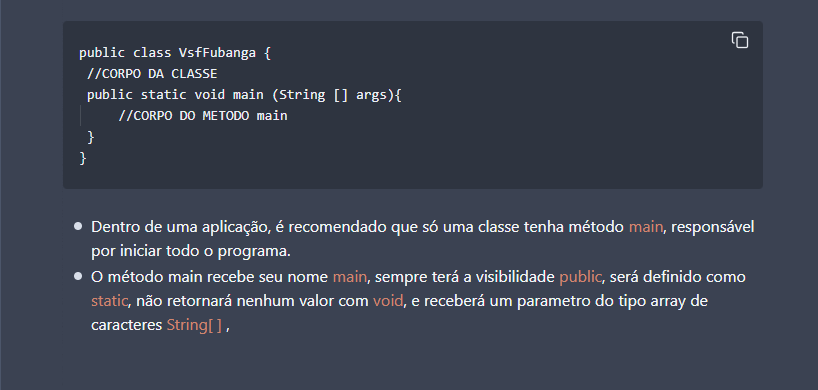 public class VsfFubanga {
//CORPO DA CLASSE
public static void main (String [] args){
//CORPO DO METODO main
}
}
Dentro de uma aplicação, é recomendado que só uma classe tenha método main, responsável
por iniciar todo o programa.
O método main recebe seu nome main, sempre terá a visibilidade public, será definido como
static, não retornará nenhum valor com void, e receberá um parametro do tipo array de
caracteres String[ ] ,